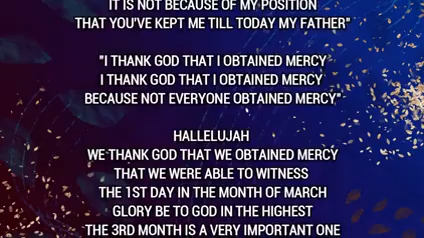 IT IS NOT BECAUSE OF MY POSITION
THAT YOU'VE KEPT ME TILL TODAY MY FATHER"
"I THANK GOD THAT I OBTAINED MERCY
I THANK GOD THAT I OBTAINED MERCY
BECAUSE NOT EVERYONE OBTAINED MERCY"
HALLELUJAH
WE THANK GOD THAT WE OBTAINED MERCY
THAT WE WERE ABLE TO WITNESS
THE 1ST DAY IN THE MONTH OF MARCH
GLORY BE TO GOD IN THE HIGHEST
THE 3RD MONTH IS A VERY IMPORTANT ONE